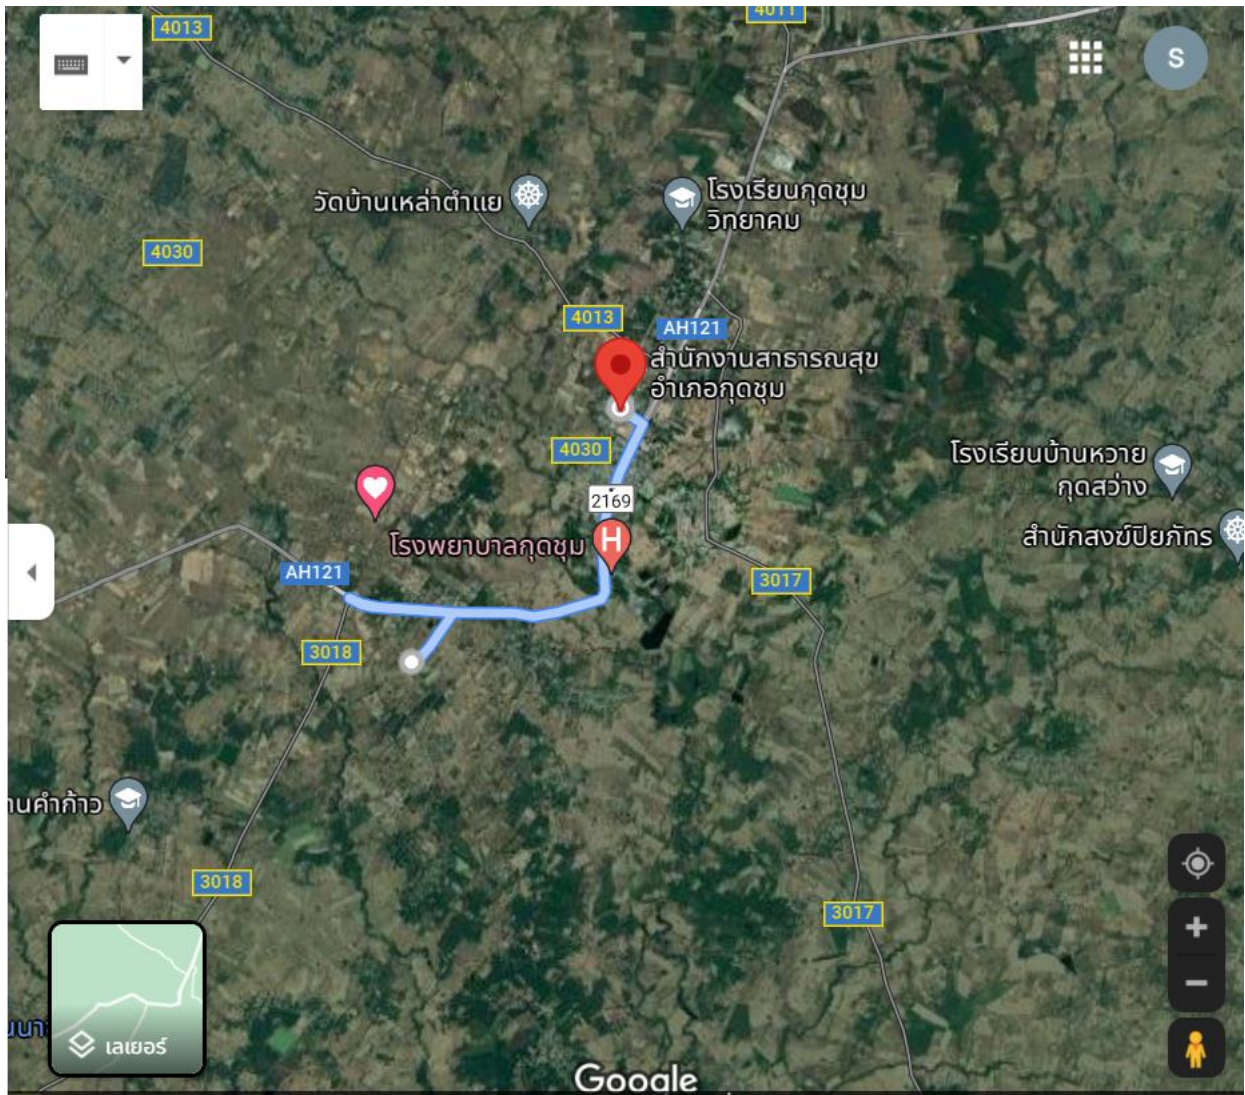 4013
4011
S
วัดบ้านเหล่าตำแย
โรงเรียนกุดชุม
วิทยาคม
4030
4013
AH121
สำนักงานสาธารณสุข
อำเภอกุดชุม
4030
โรงเรียนบ้านหวาย
กุดสว่าง
2169
โรงพยาบาลกุดชุม
H
สำนักสงฆ์ปิยภัทร
AH121
3017
3018
านคำก้าว
3018
3017
เลเยอร์
Google